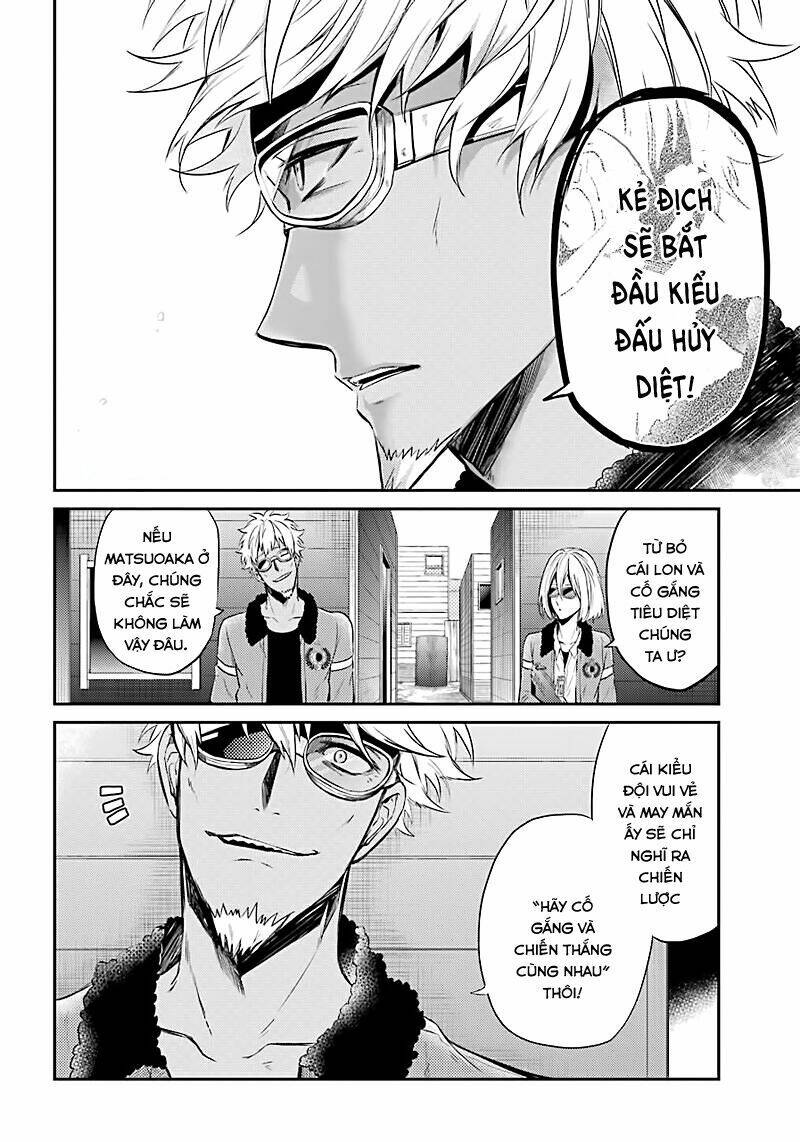 KẺ ĐỊCH
SẼ BẮT
ĐẦU KIỂU
ĐẤU HỦY
DIỆT!
TỪ BỎ
CÁI LON VÀ
CỐ GẮNG
TIÊU DIỆT
CHÚNG
TA Ư?
NẾU
MATSUOAKA Ở
ĐÂY, CHÚNG
CHẮC SẼ
KHÔNG LÀM
VẬY ĐÂU.
CÁI KIỂU
ĐỘI VUI VẺ
VÀ MAY MẮN
ẤY SẼ CHỈ
NGHĨ RA
CHIẾN
LƯỢC
“HÃY CỐ
GẮNG VÀ
CHIẾN THẮNG
CÙNG NHAU”
THÔI!